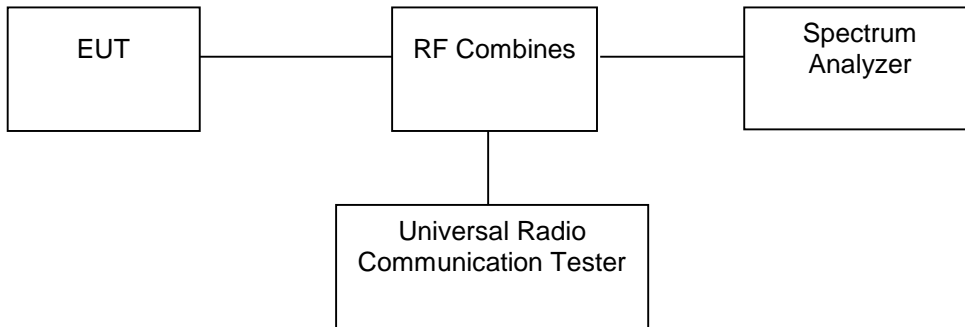 EUT
RF Combines
Spectrum
Analyzer
Universal Radio
Communication Tester